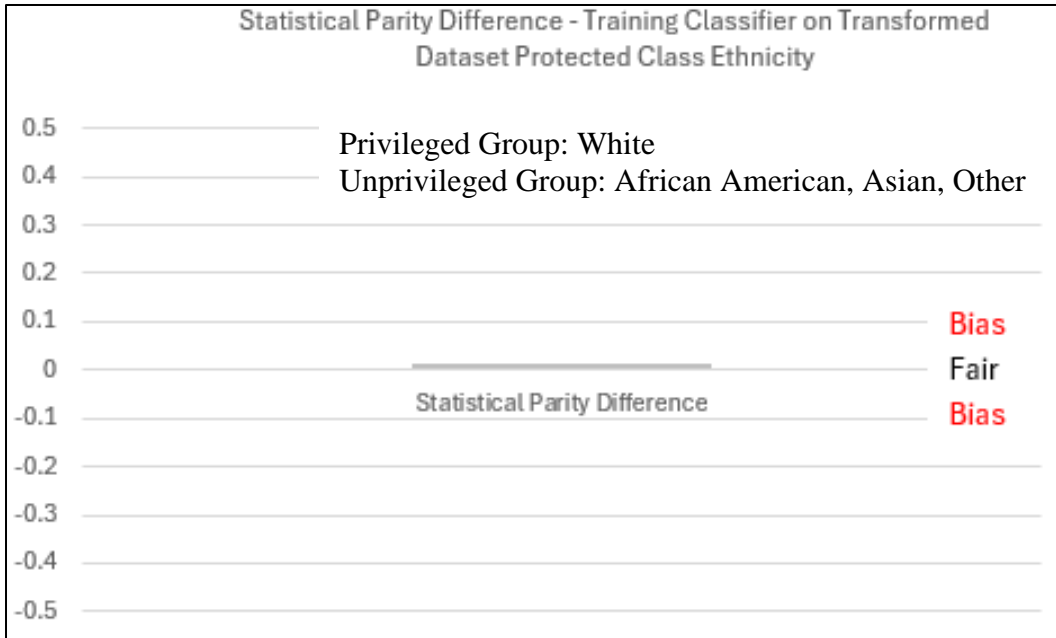 Statistical Parity Difference - Training Classifier on Transformed
Dataset Protected Class Ethnicity
0.5
Privileged Group: White
0.4
Unprivileged Group: African American, Asian, Other
0.3
0.2
0.1
Bias
0
Fair
Statistical Parity Difference
-0.1
Bias
-0.2
-0.3
-0.4
-0.5